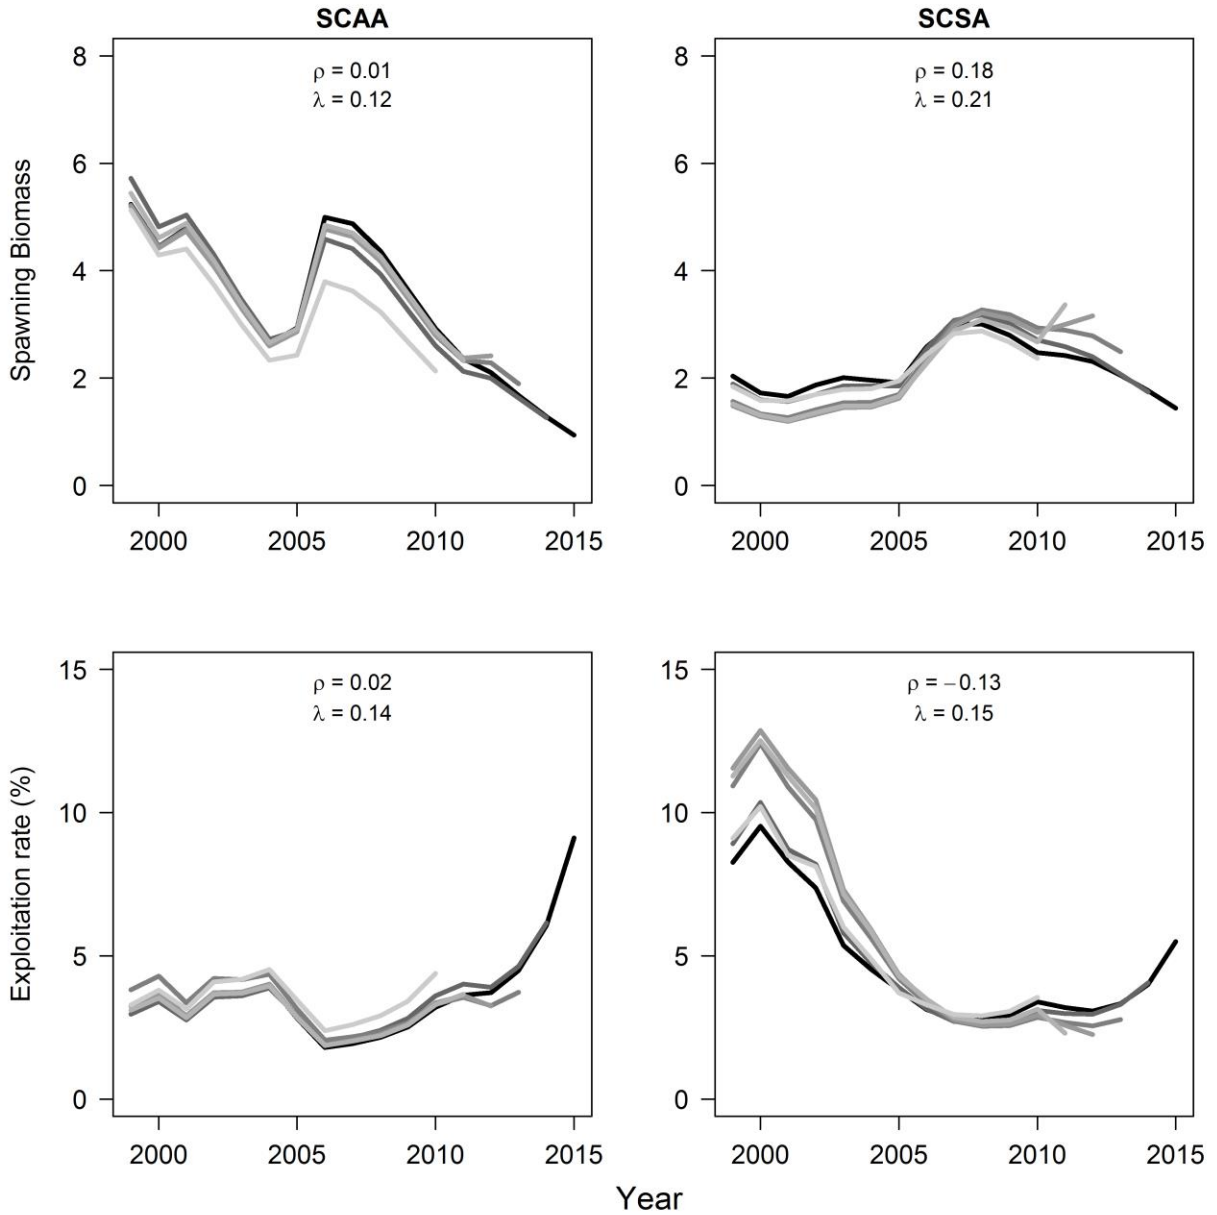 SCAA
SCSA
8
6
4
2
0
Spawning Biomass
ρ = 0.01
λ = 0.12
2000
2005
2010
2015
8
6
4
2
0
ρ = 0.18
λ = 0.21
2000
2005
2010
2015
15
10
5
0
Exploitation rate (%)
ρ = 0.02
λ = 0.14
2000
2005
2010
2015
15
10
5
0
ρ = −0.13
λ = 0.15
2000
2005
2010
2015
Year